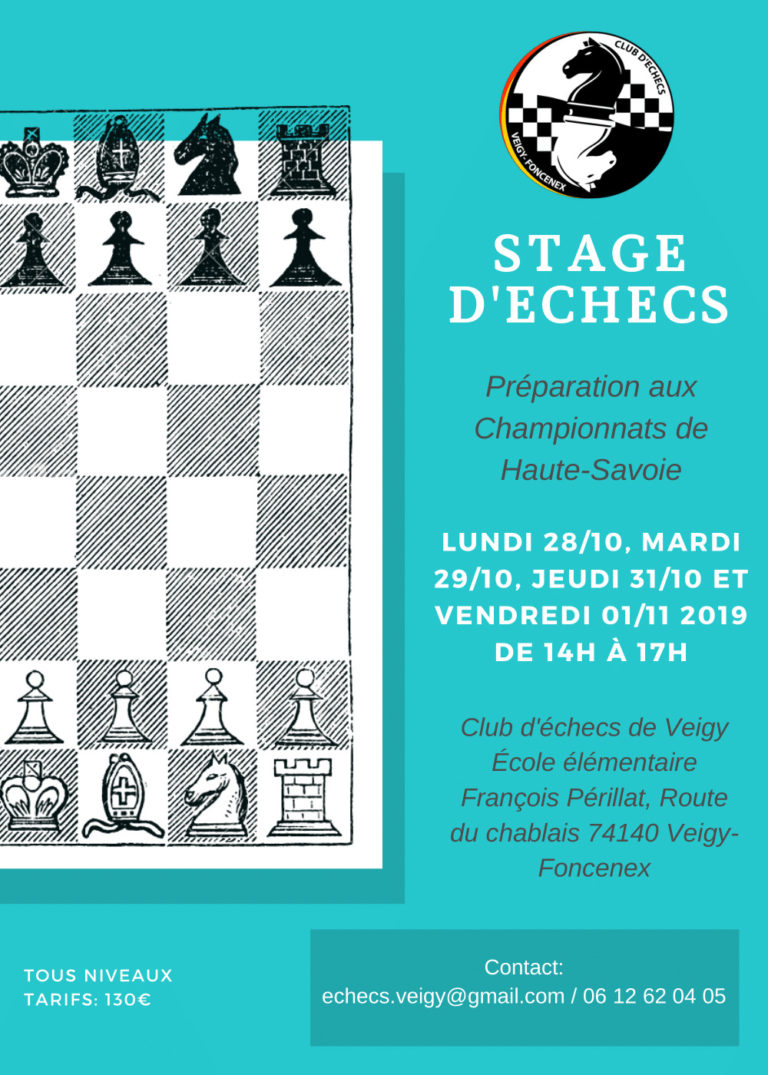 CLUB D'ECHECS
VEIGY-FONCENEX
STAGE
D'ECHECS
Préparation aux
Championnats de
Haute-Savoie
LUNDI 28/10, MARDI
29/10, JEUDI 31/10 ET
VENDREDI 01/11 2019
DE 14H À 17H
Club d'échecs de Veigy
École élémentaire
François Périllat, Route
du chablais 74140 Veigy-
Foncenex
TOUS NIVEAUX
TARIFS: 130€
Contact:
echecs.veigy@gmail.com / 06 12 62 04 05